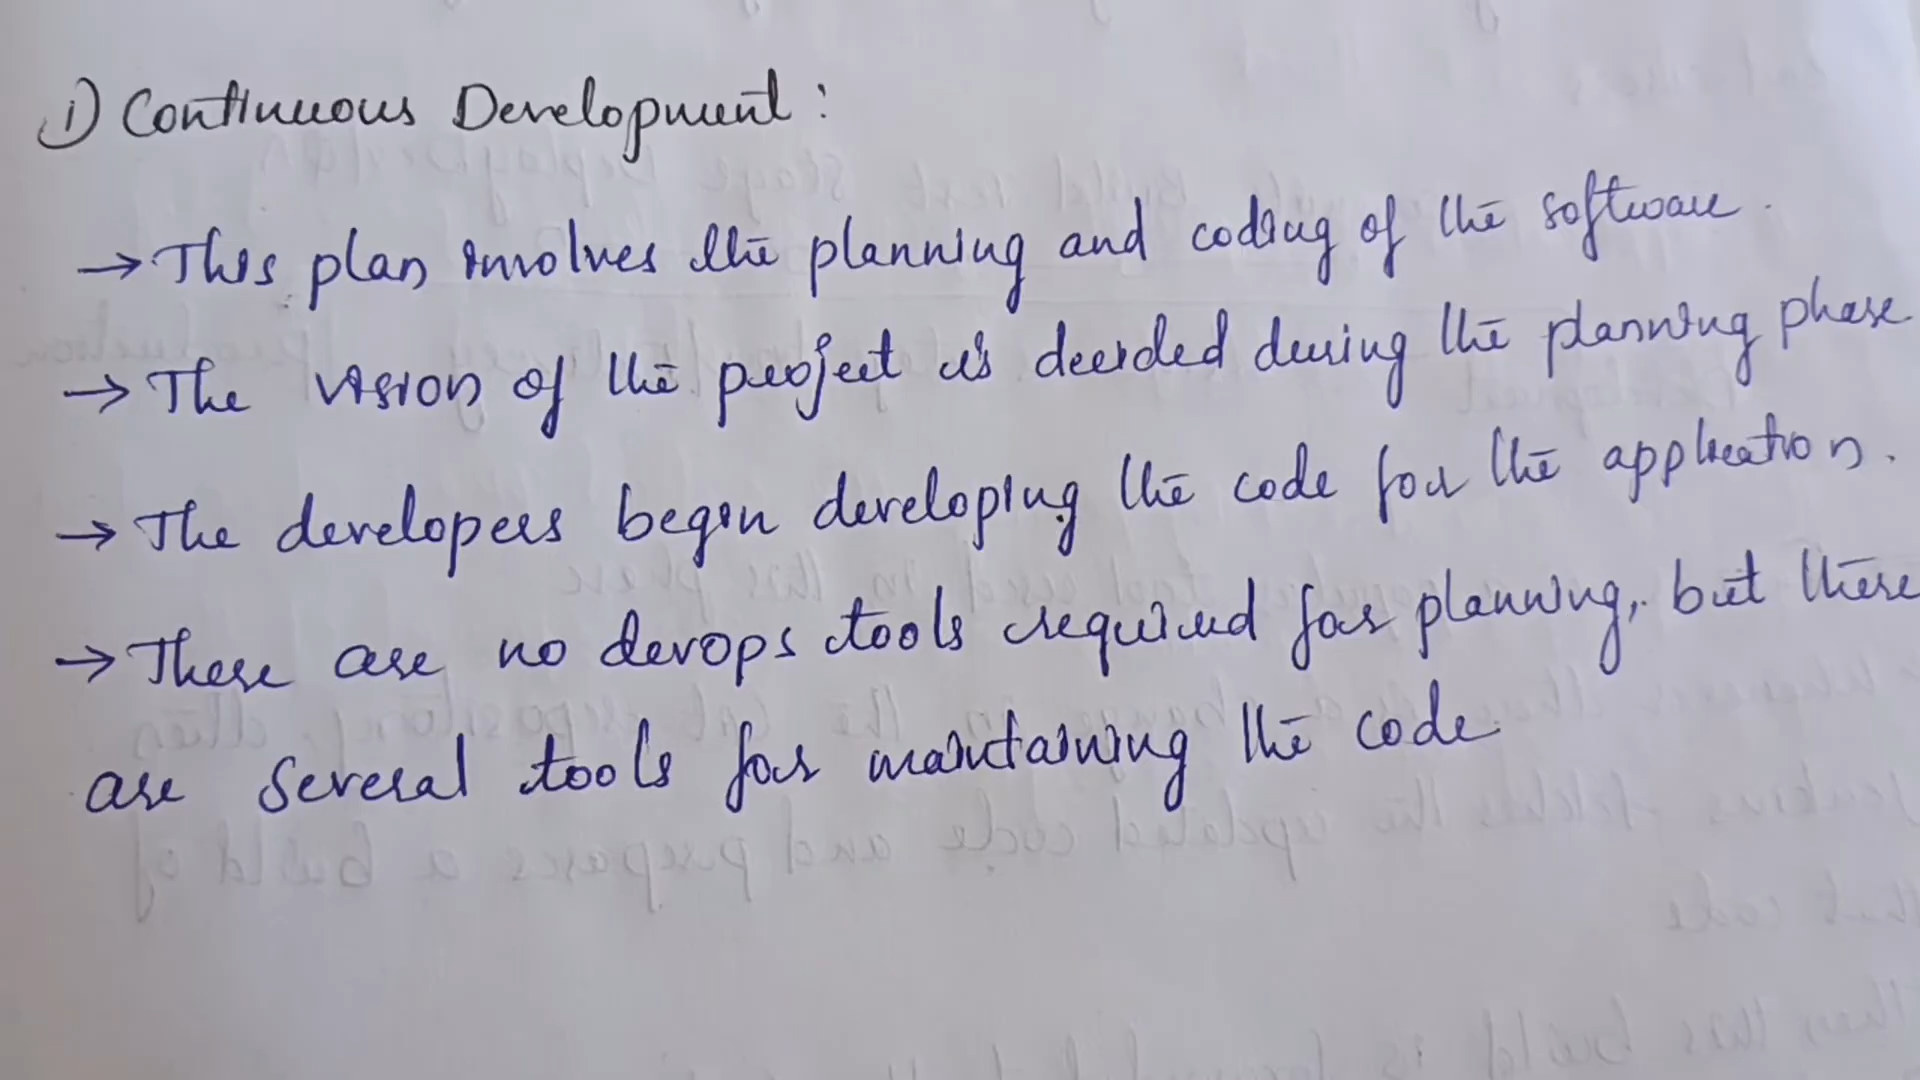 i) Continuous Development:
→ This plan involves the planning and coding of the software.
→ The vision of the project is decided during the planning phase
→ The developers begin developing the code for the application.
→ There are no devops tools required for planning, but there
are several tools for maintaining the code.